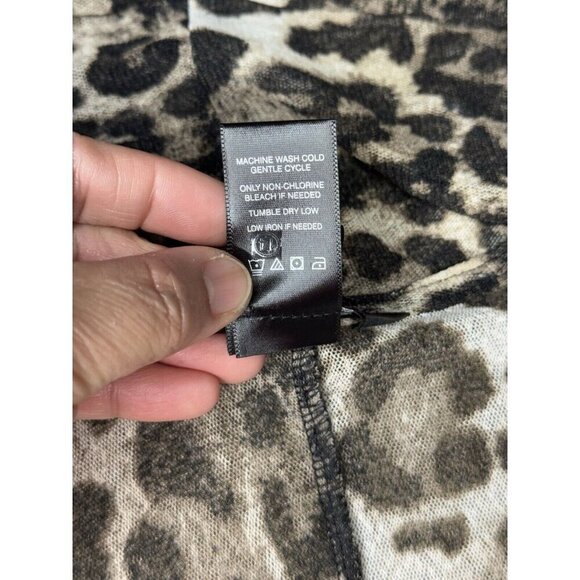 MACHINE WASH COLD
GENTLE CYCLE
ONLY NON-CHLORINE
BLEACH IF NEEDED
TUMBLE DRY LOW
LOW IRON IF NEEDED